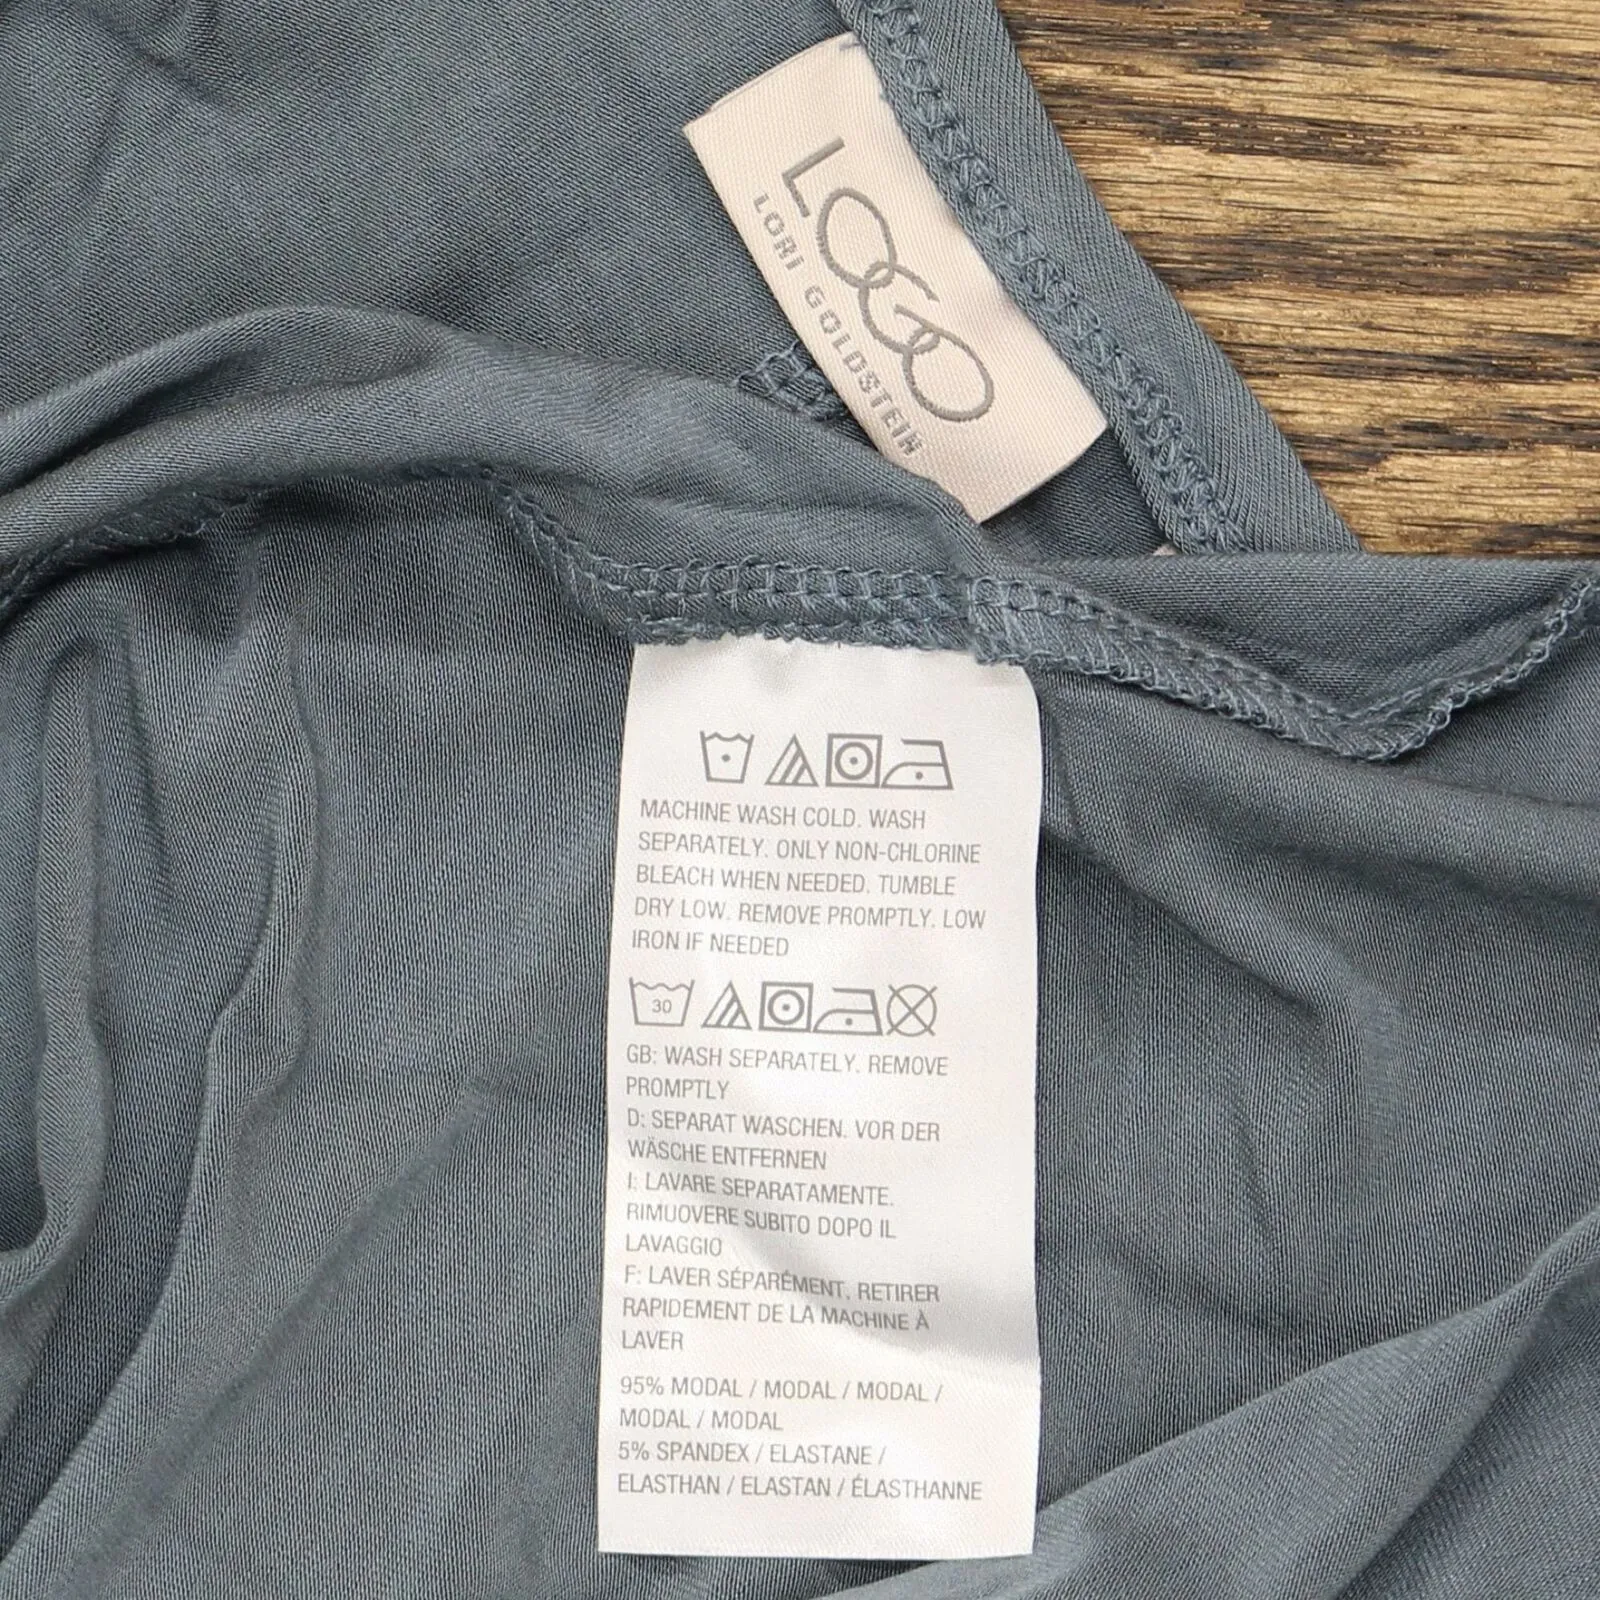 LOGO
LORI GOLDSTEIN
MACHINE WASH COLD. WASH
SEPARATELY. ONLY NON-CHLORINE
BLEACH WHEN NEEDED. TUMBLE
DRY LOW. REMOVE PROMPTLY. LOW
IRON IF NEEDED
30
GB: WASH SEPARATELY. REMOVE
PROMPTLY
D: SEPARAT WASCHEN. VOR DER
WÄSCHE ENTFERNEN
I: LAVARE SEPARATAMENTE.
RIMUOVERE SUBITO DOPO IL
LAVAGGIO
F: LAVER SÉPARÉMENT. RETIRER
RAPIDEMENT DE LA MACHINE À
LAVER
95% MODAL / MODAL / MODAL /
MODAL / MODAL
5% SPANDEX / ELASTANE /
ELASTHAN / ELASTAN / ÉLASTHANNE